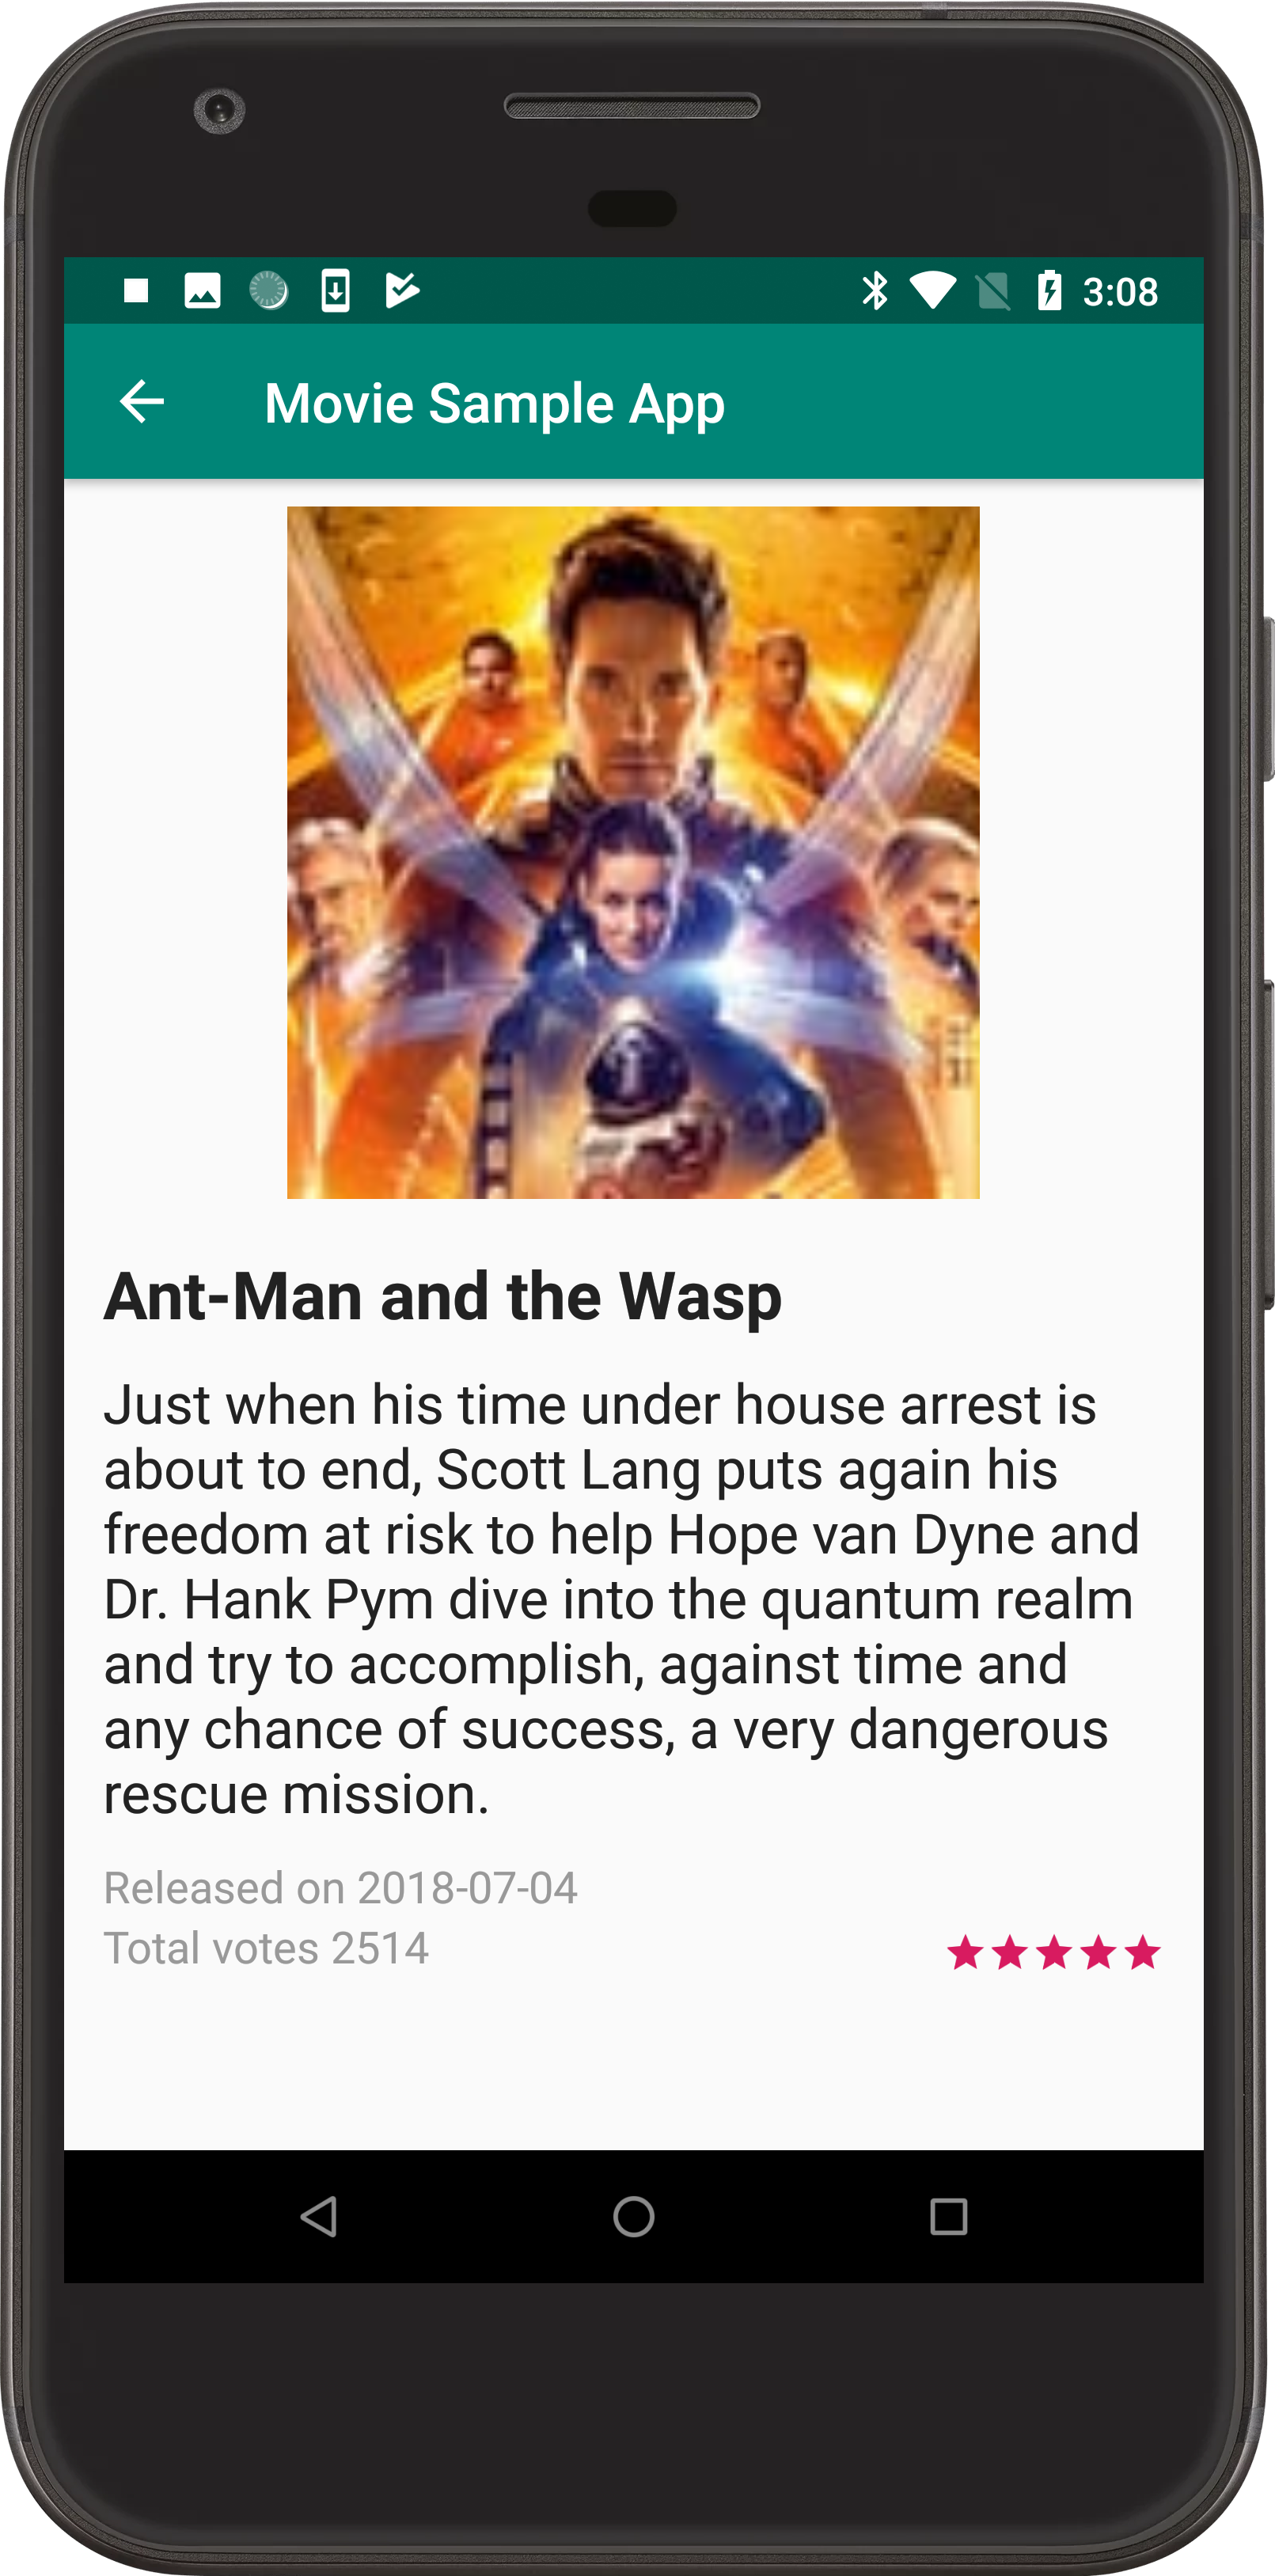 3:08
Movie Sample App
Ant-Man and the Wasp
Just when his time under house arrest is
about to end, Scott Lang puts again his
freedom at risk to help Hope van Dyne and
Dr. Hank Pym dive into the quantum realm
and try to accomplish, against time and
any chance of success, a very dangerous
rescue mission.
Released on 2018-07-04
Total votes 2514